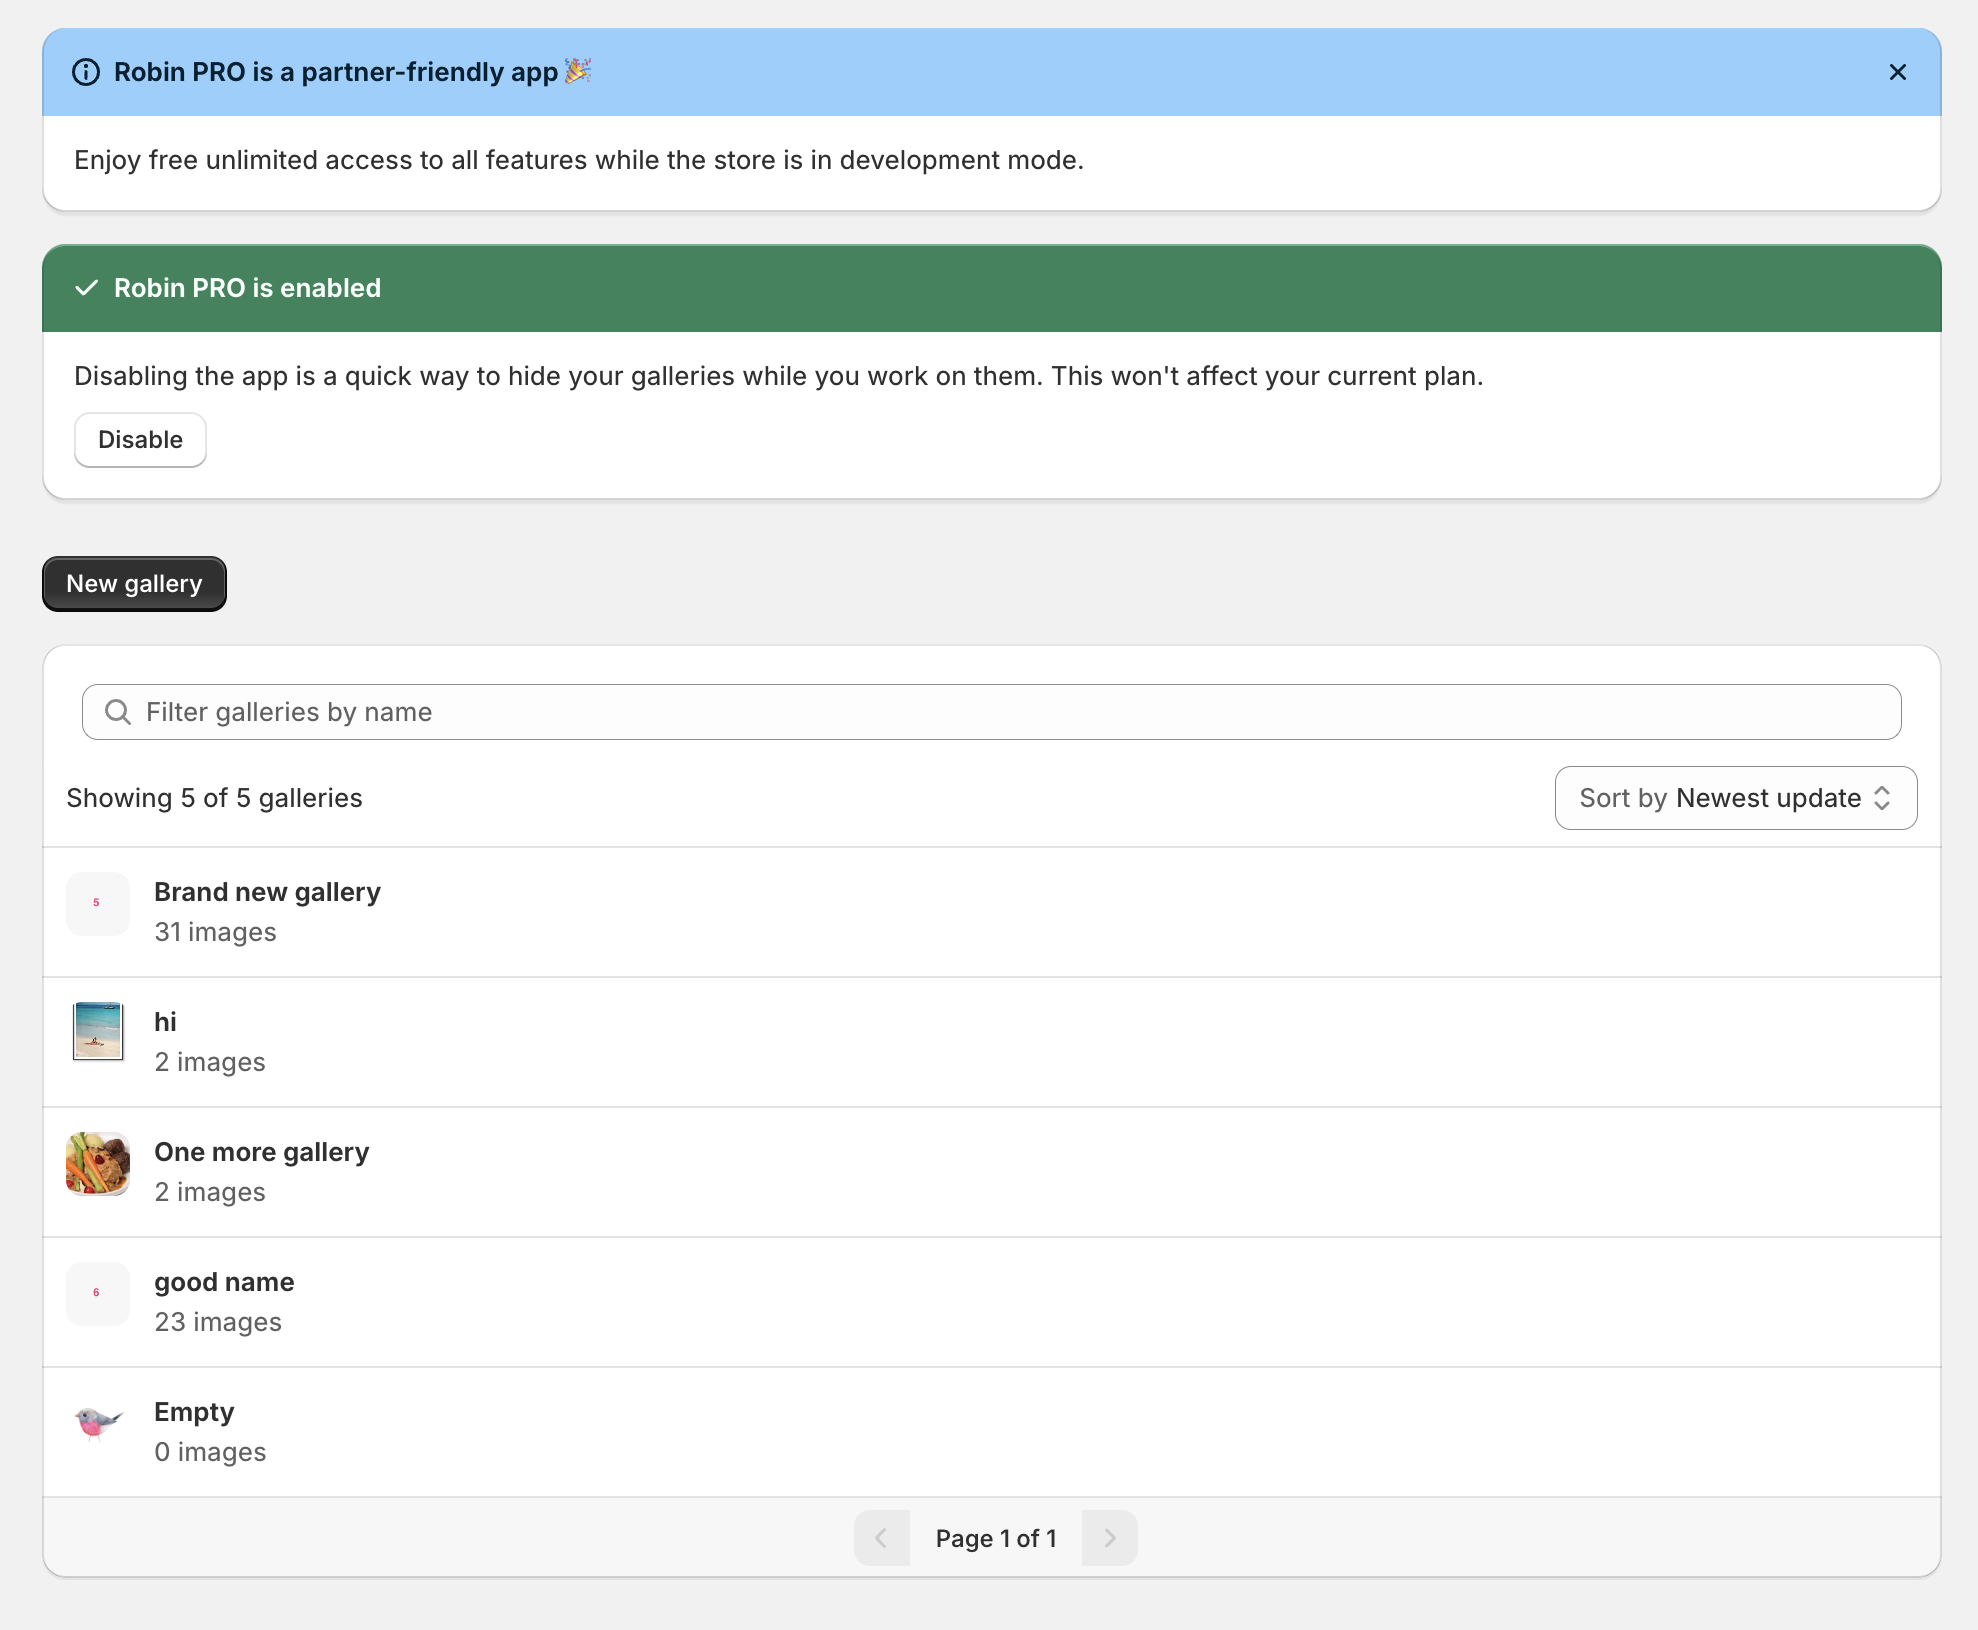 Robin PRO is a partner-friendly app 🎉
Enjoy free unlimited access to all features while the store is in development mode.
Robin PRO is enabled
Disabling the app is a quick way to hide your galleries while you work on them. This won't affect your current plan.
Disable
New gallery
Filter galleries by name
Showing 5 of 5 galleries
Sort by Newest update
5
Brand new gallery
31 images
hi
2 images
One more gallery
2 images
6
good name
23 images
Empty
0 images
Page 1 of 1